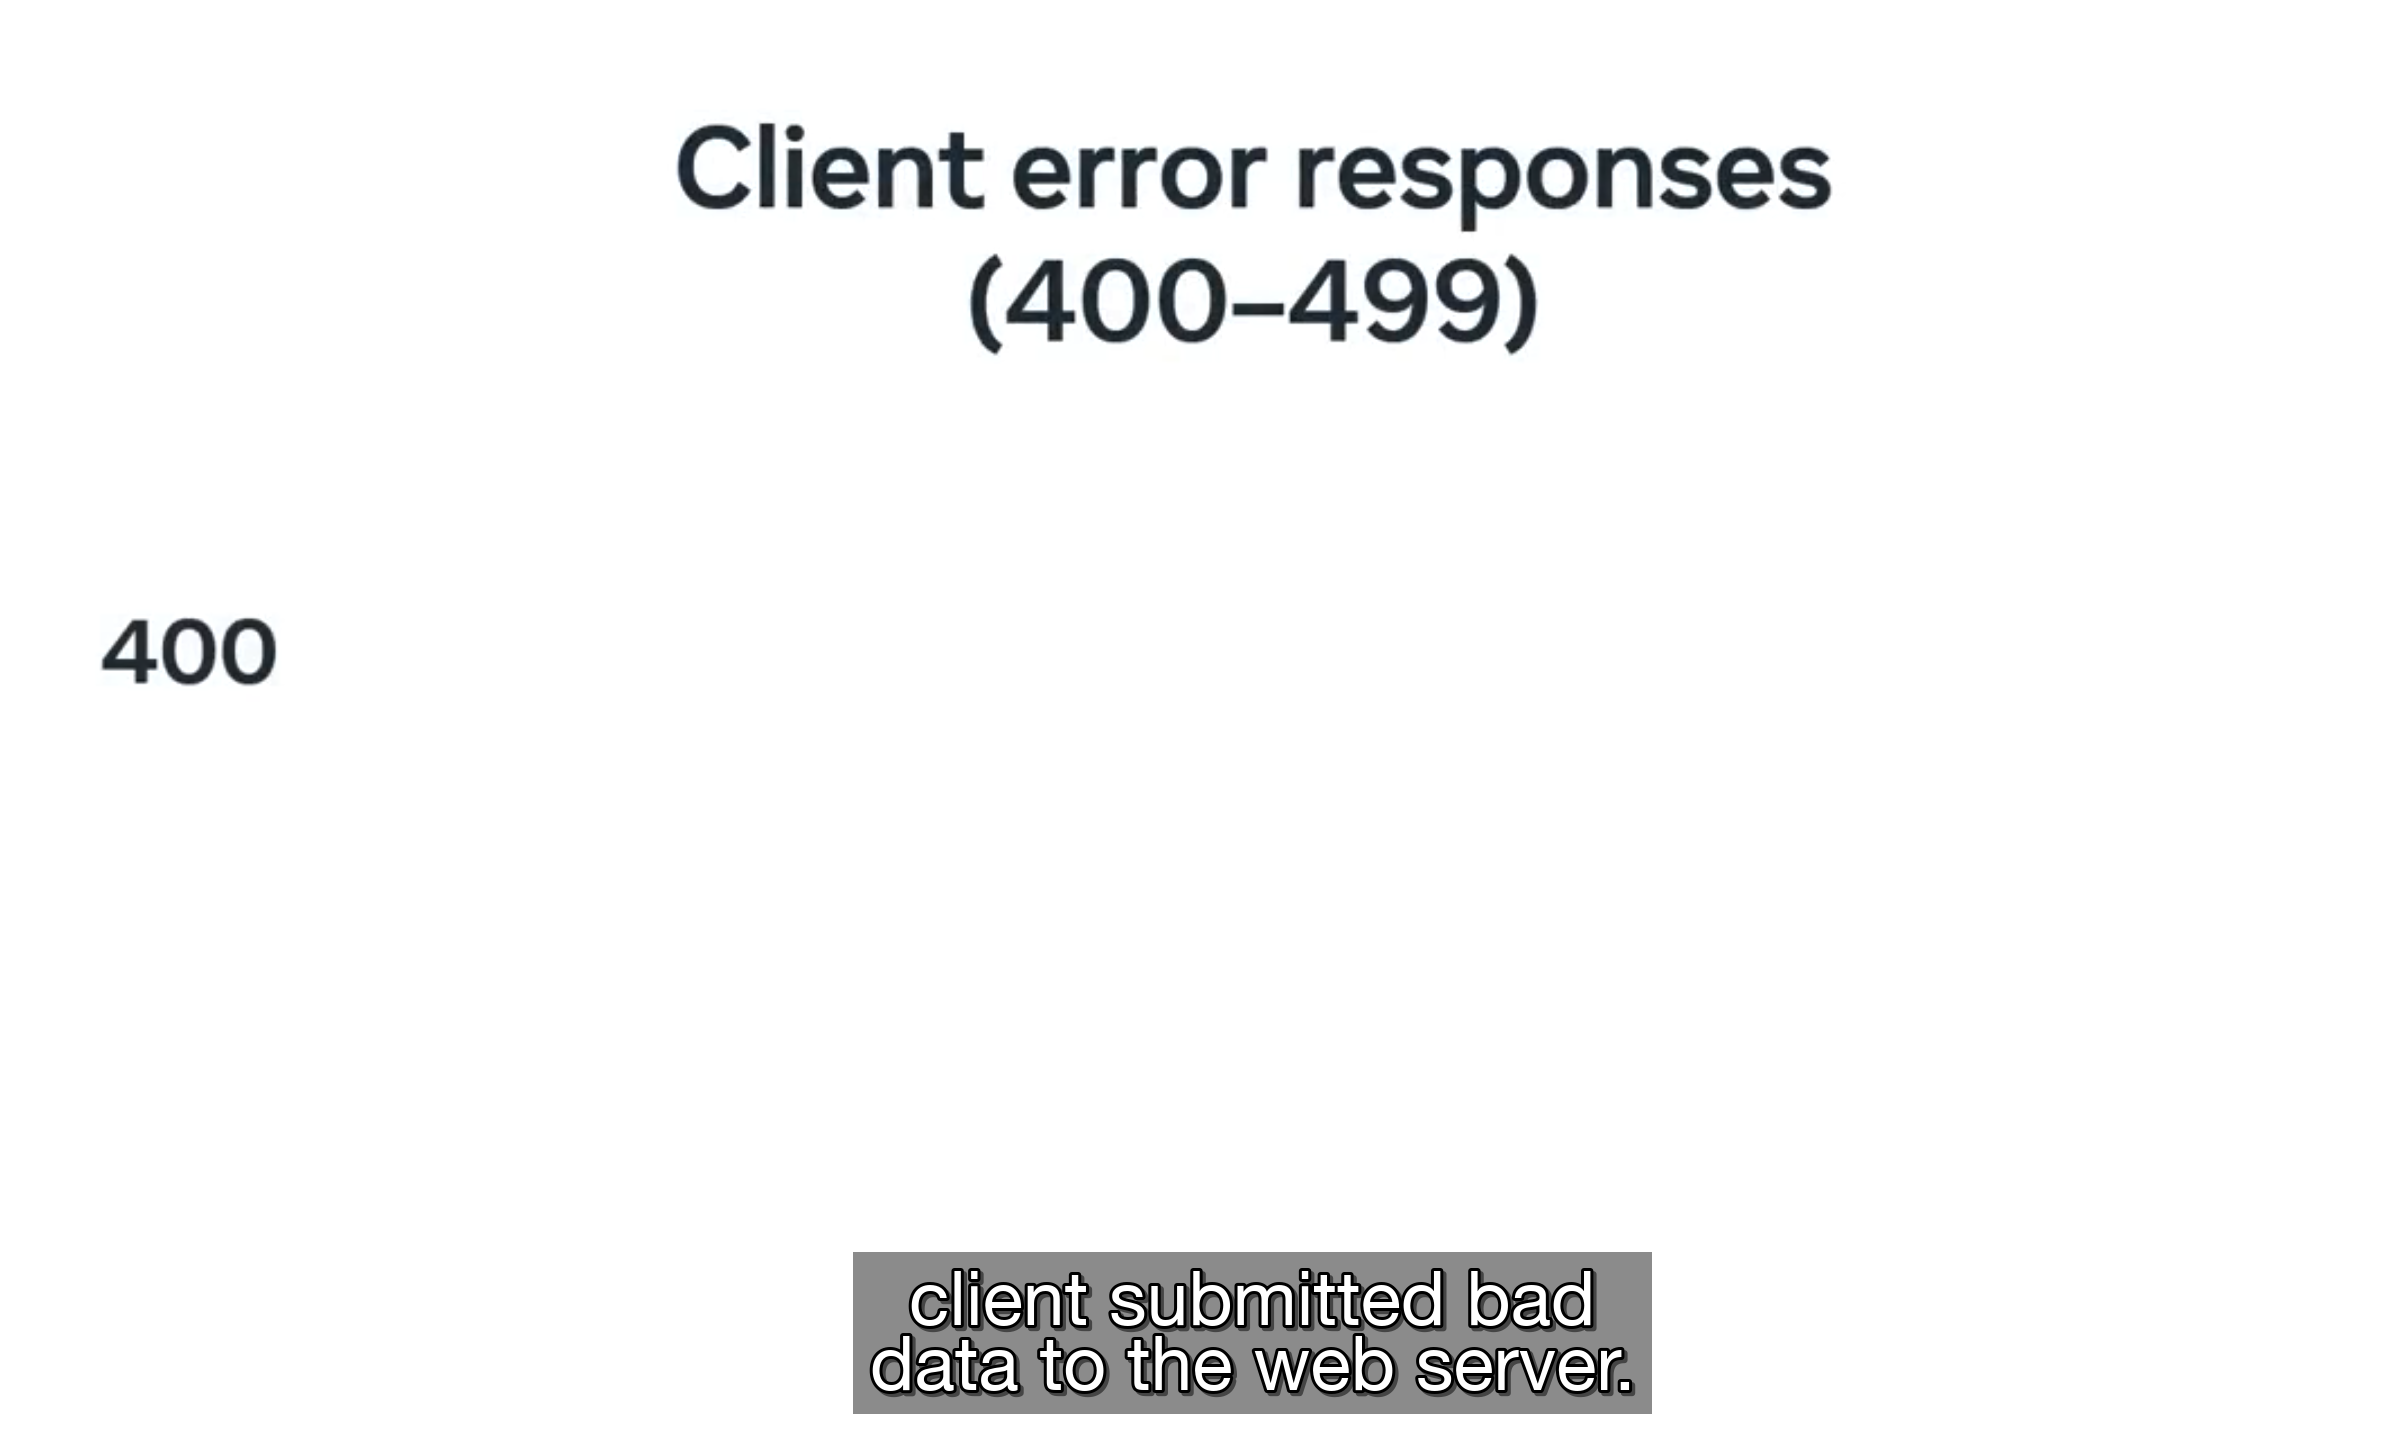 Client error responses
(400–499)
400
client submitted bad
data to the web server.